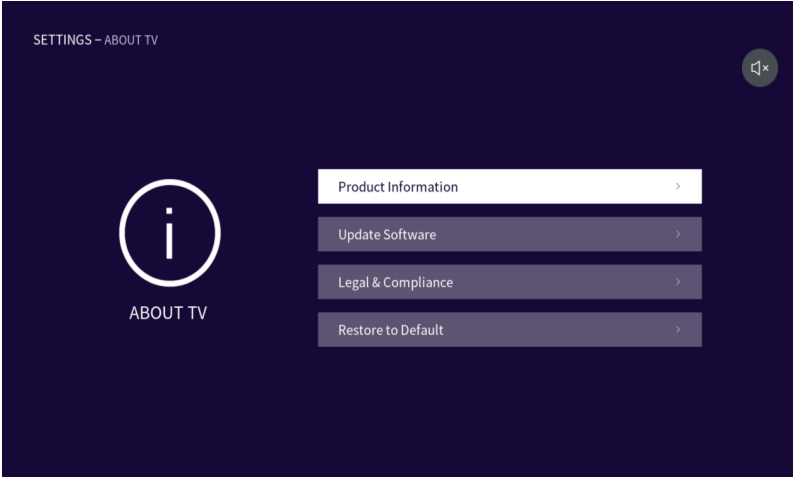 SETTINGS – ABOUT TV
Product Information
Update Software
Legal & Compliance
Restore to Default
ABOUT TV